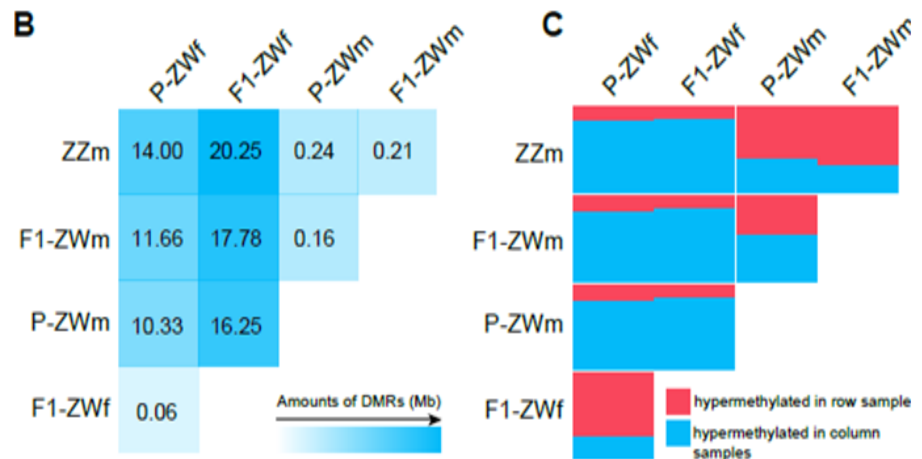 B
P-ZWf F1-ZWf P-ZWm F1-ZWm
ZZm 14.00 20.25 0.24 0.21
F1-ZWm 11.66 17.78 0.16
P-ZWm 10.33 16.25
F1-ZWf 0.06
Amounts of DMRs (Mb)
C
P-ZWf F1-ZWf P-ZWm F1-ZWm
ZZm
F1-ZWm
P-ZWm
F1-ZWf
hypermethylated in row sample
hypermethylated in column
samples